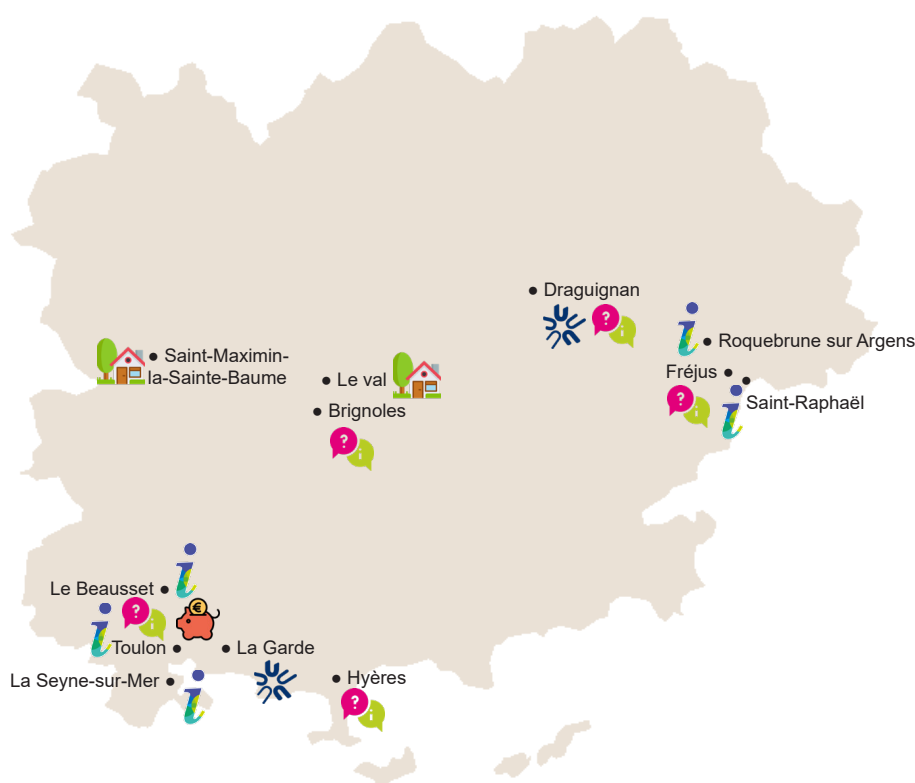 Draguignan
Roquebrune sur Argens
Saint-Maximin-
la-Sainte-Baume
Fréjus
Le val
Saint-Raphaël
Brignoles
? i
Le Beausset
€
Toulon
La Garde
La Seyne-sur-Mer
Hyères